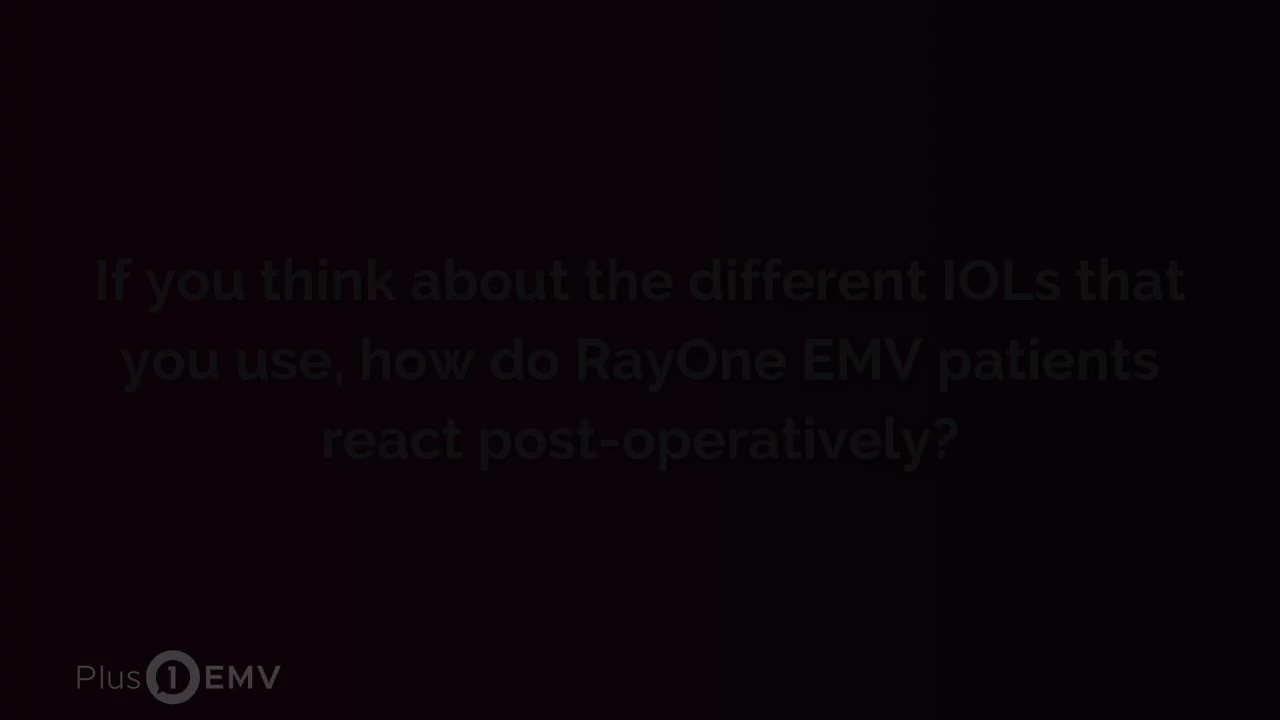 If you think about the different IOLs that
you use, how do RayOne EMV patients
react post-operatively?
Plus 1 EMV